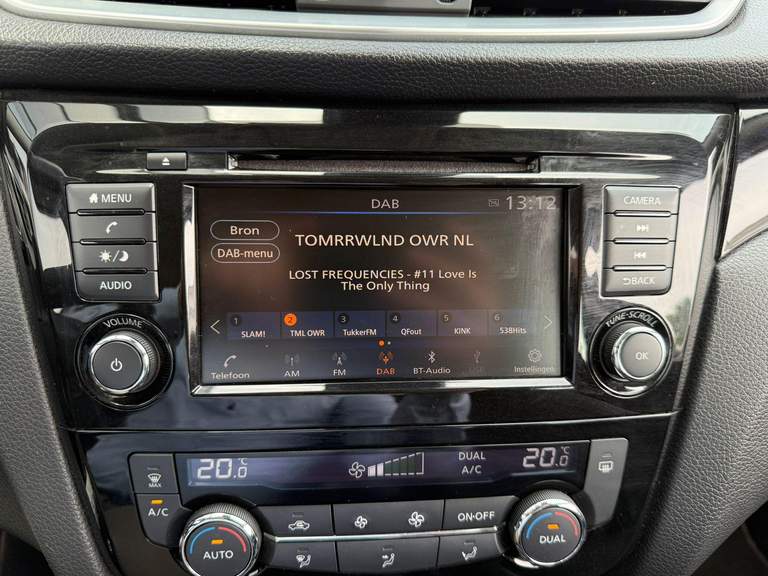 MENU
AUDIO
VOLUME
DAB
13:12
Bron
DAB-menu
TOMRRWLND OWR NL
LOST FREQUENCIES - #11 Love Is
The Only Thing
1 SLAM!
2 TML OWR
3 TukkerFM
4 QFout
5 KINK
6 538Hits
Telefoon
AM
FM
DAB
BT-Audio
USB
Instellingen
CAMERA
BACK
TUNE·SCROLL
OK
20.0 °C
DUAL
A/C
20.0 °C
MAX
A/C
AUTO
ON·OFF
DUAL